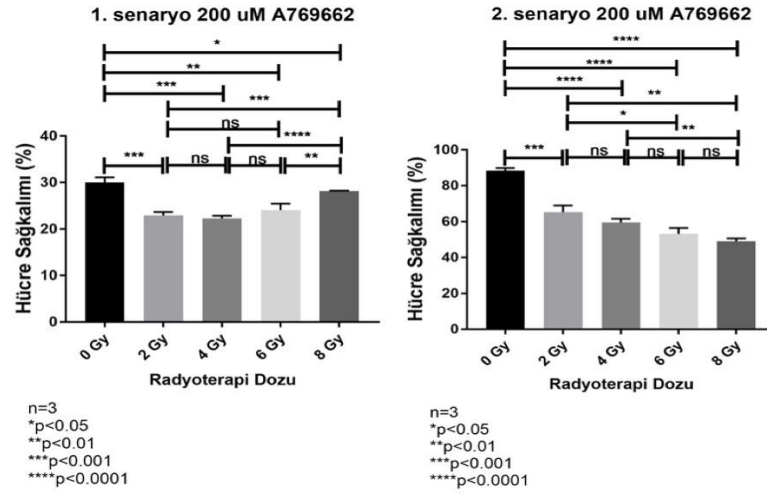 1. senaryo 200 uM A769662
*
**
***
***
ns
****
***
ns
ns
**
40
30
20
10
0
Hücre Sağkalımı (%)
0 Gy
2 Gy
4 Gy
6 Gy
8 Gy
Radyoterapi Dozu
n=3
*p<0.05
**p<0.01
***p<0.001
****p<0.0001
2. senaryo 200 uM A769662
****
****
****
**
*
**
***
ns
ns
ns
100
80
60
40
20
0
Hücre Sağkalımı (%)
0 Gy
2 Gy
4 Gy
6 Gy
8 Gy
Radyoterapi Dozu
n=3
*p<0.05
**p<0.01
***p<0.001
****p<0.0001